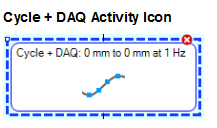 Cycle + DAQ Activity Icon
Cycle + DAQ: 0 mm to 0 mm at 1 Hz